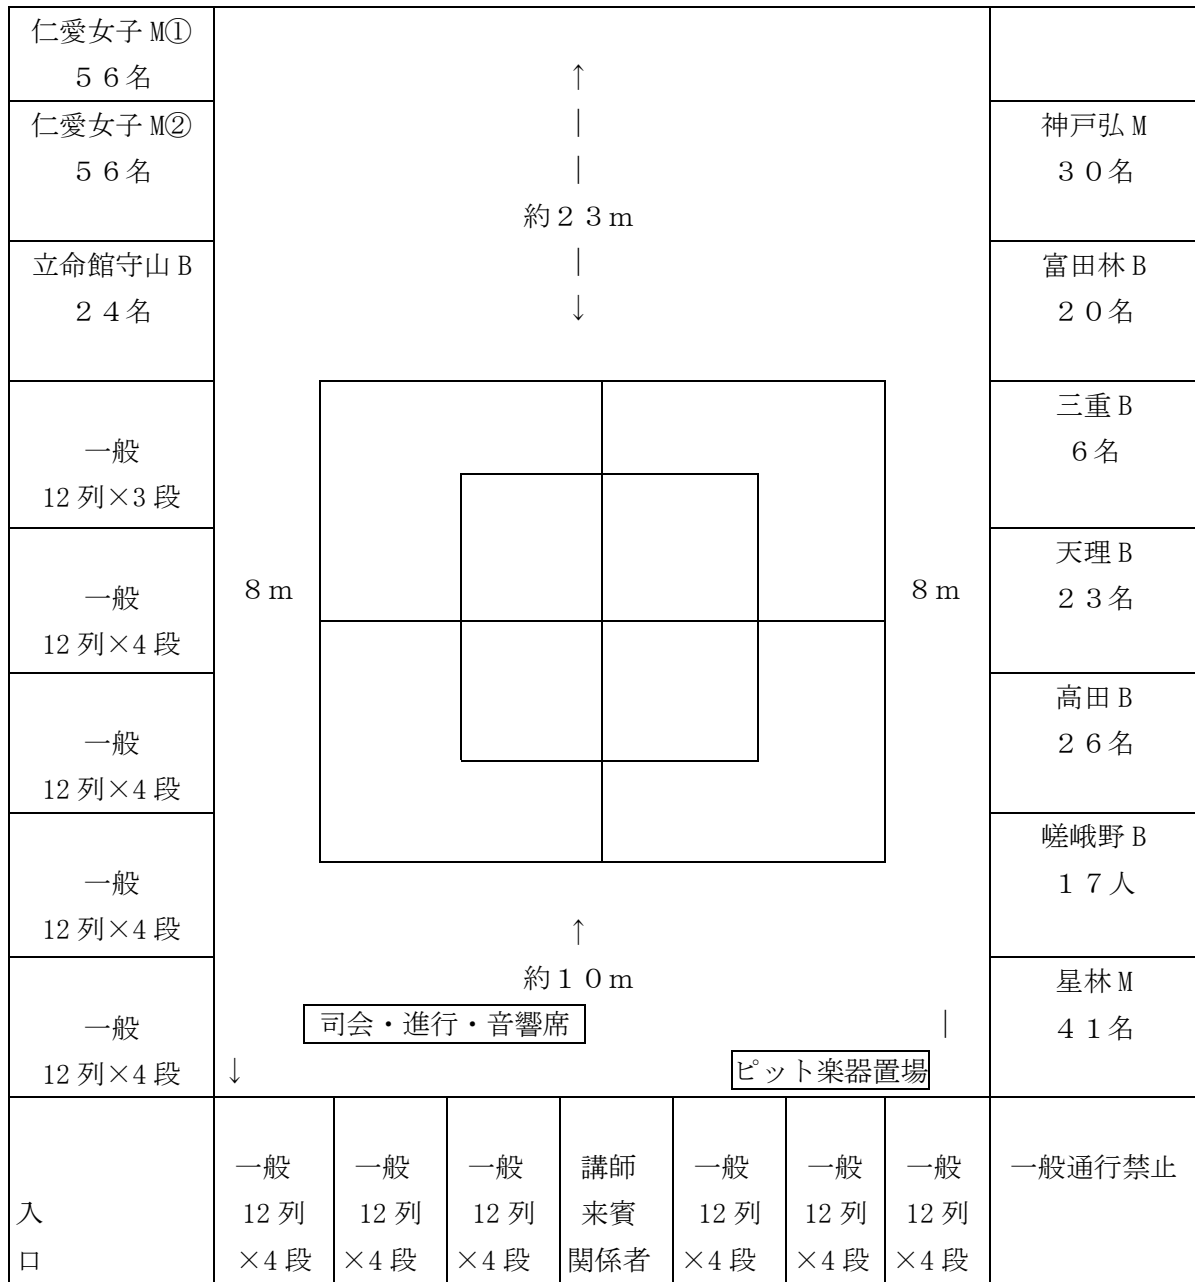 仁愛女子 M①
５６名
仁愛女子 M②
５６名
立命館守山 B
２４名
一般
12 列×3 段
一般
12 列×4 段
一般
12 列×4 段
一般
12 列×4 段
一般
12 列×4 段
入
口
↑
｜
｜
約２３ｍ
｜
↓
８ｍ
８ｍ
↑
約１０ｍ
司会・進行・音響席
｜
↓
ピット楽器置場
神戸弘 M
３０名
富田林 B
２０名
三重 B
６名
天理 B
２３名
高田 B
２６名
嵯峨野 B
１７人
星林 M
４１名
一般
12 列
×4 段
一般
12 列
×4 段
一般
12 列
×4 段
講師
来賓
関係者
一般
12 列
×4 段
一般
12 列
×4 段
一般
12 列
×4 段
一般通行禁止